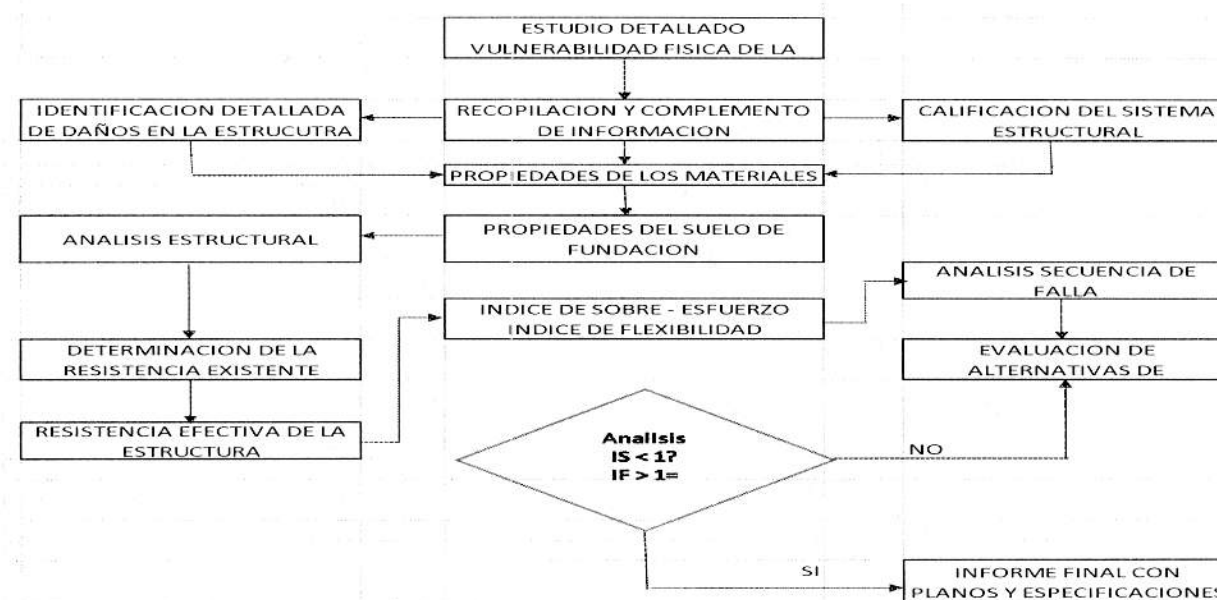 ESTUDIO DETALLADO
VULNERABILIDAD FISICA DE LA
IDENTIFICACION DETALLADA
DE DAÑOS EN LA ESTRUCUTRA
RECOPILACION Y COMPLEMENTO
DE INFORMACION
CALIFICACION DEL SISTEMA
ESTRUCTURAL
PROPIEDADES DE LOS MATERIALES
ANALISIS ESTRUCTURAL
PROPIEDADES DEL SUELO DE
FUNDACION
ANALISIS SECUENCIA DE
FALLA
INDICE DE SOBRE - ESFUERZO
INDICE DE FLEXIBILIDAD
DETERMINACION DE LA
RESISTENCIA EXISTENTE
EVALUACION DE
ALTERNATIVAS DE
RESISTENCIA EFECTIVA DE LA
ESTRUCTURA
Analisis
IS < 1?
IF > 1=
NO
SI
INFORME FINAL CON
PLANOS Y ESPECIFICACIONES